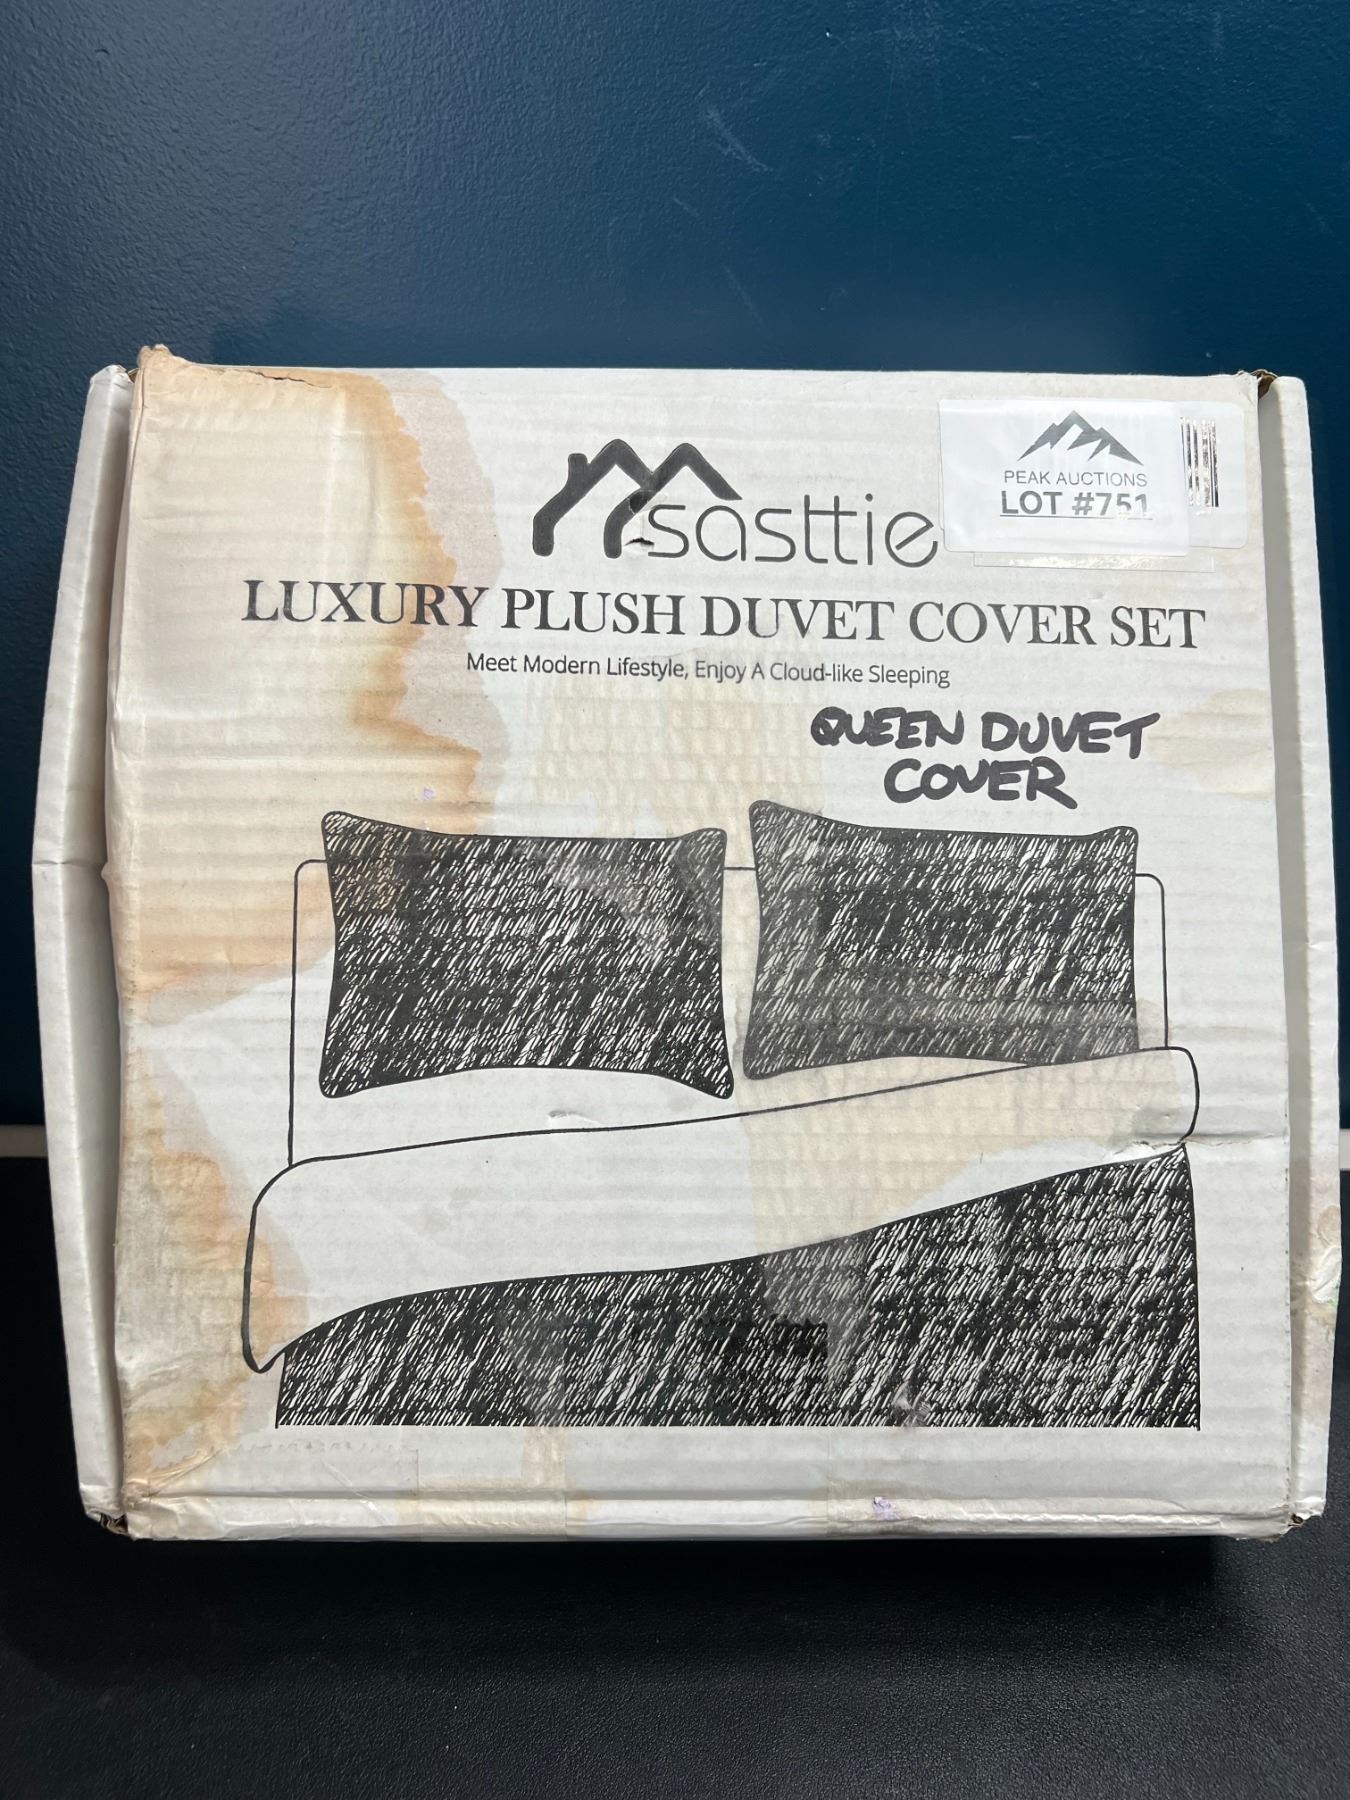 Msasttie
PEAK AUCTIONS
LOT #751
LUXURY PLUSH DUVET COVER SET
Meet Modern Lifestyle, Enjoy A Cloud-like Sleeping
QUEEN DUVET
COVER